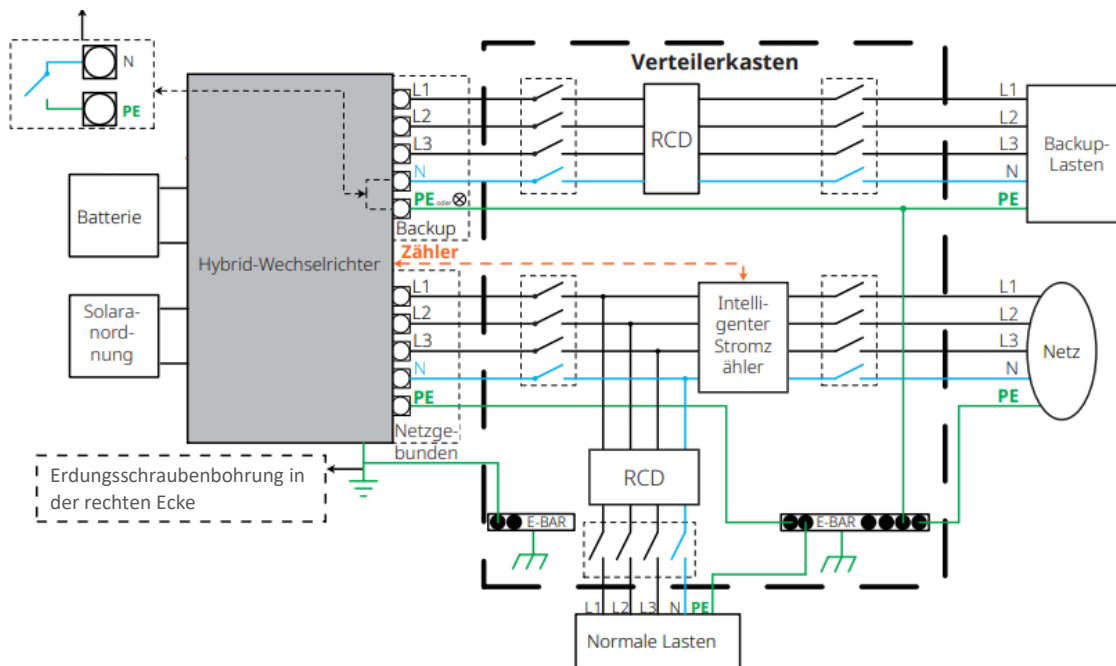 N
PE
Verteilerkasten
L1
L2
L3
N
PE oder
Backup
RCD
L1
L2
L3
N
PE
Backup-
Lasten
Batterie
Hybrid-Wechselrichter
Solara-
nord-
nung
Zähler
L1
L2
L3
N
PE
Netzge-
bunden
Intelli-
genter
Stromz
ähler
L1
L2
L3
N
PE
Netz
Erdungsschraubenbohrung in
der rechten Ecke
RCD
E-BAR
E-BAR
L1 L2 L3 N PE
Normale Lasten